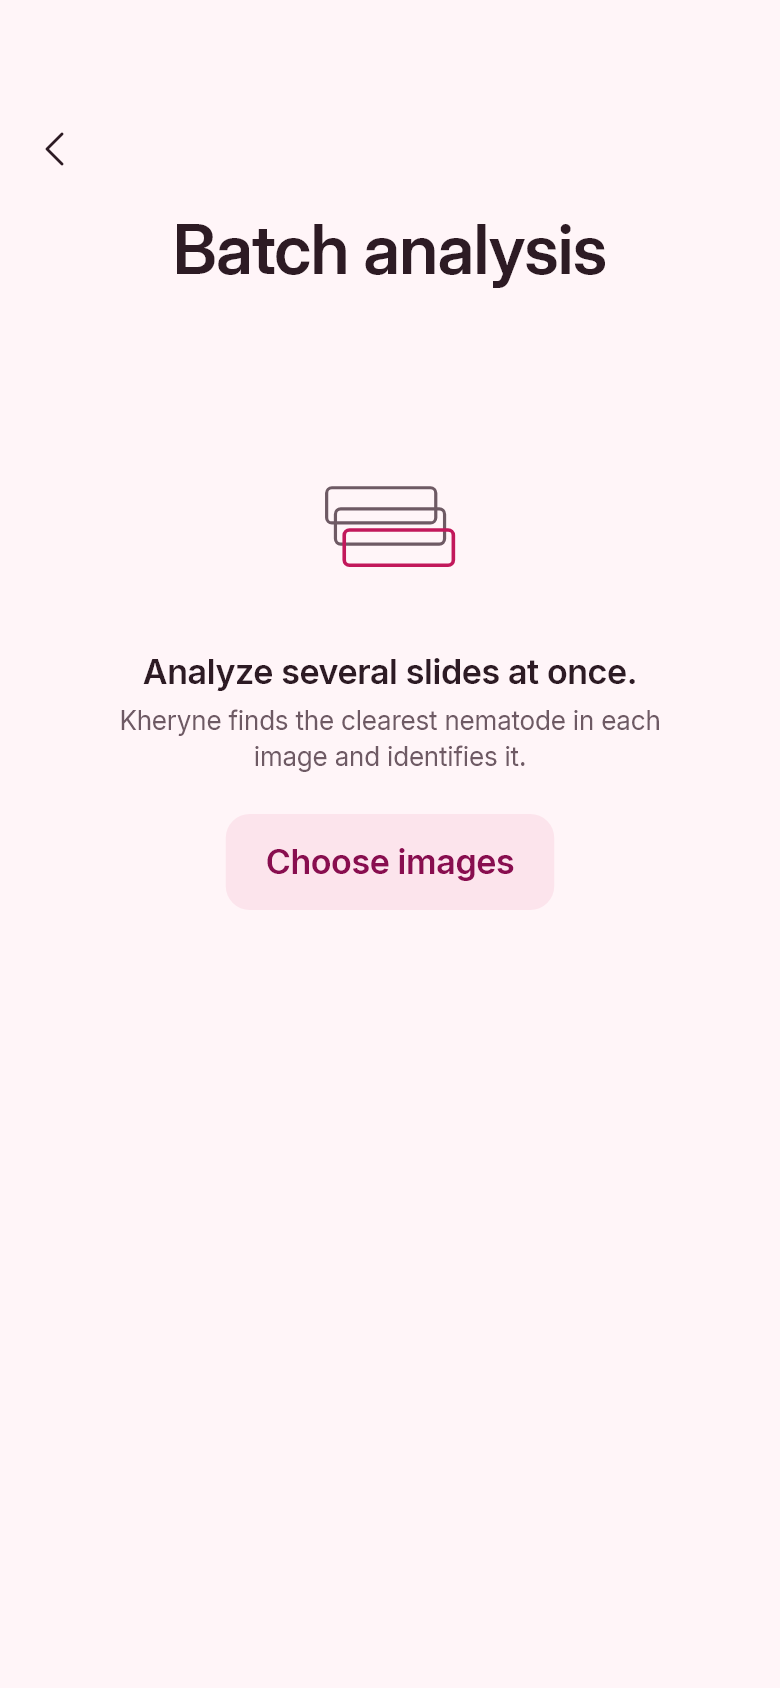 Batch analysis
Analyze several slides at once.
Kheryne finds the clearest nematode in each
image and identifies it.
Choose images